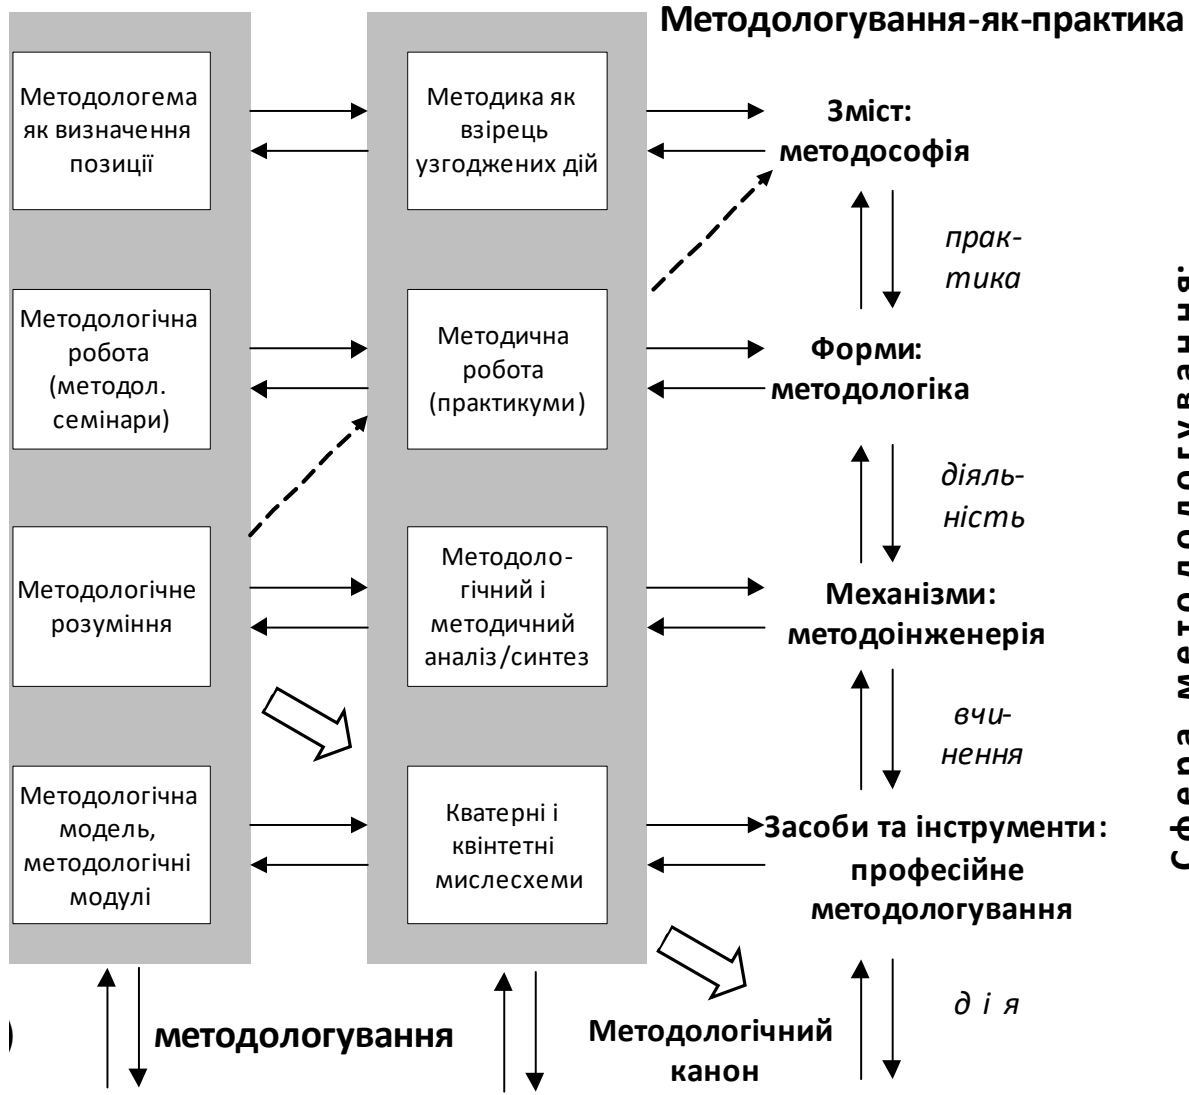 Методологування-як-практика
Методологема
як визначення
позиції
Методика як
взірець
узгоджених дій
Зміст:
методософія
прак-
тика
Методологічна
робота
(методол.
семінари)
Методична
робота
(практикуми)
Форми:
методологіка
діяль-
ність
Методологічне
розуміння
Методоло-
гічний і
методичний
аналіз/синтез
Механізми:
методоінженерія
вчи-
нення
Методологічна
модель,
методологічні
модулі
Кватерні і
квінтетні
мислесхеми
Засоби та інструменти:
професійне
методологування
д і я
)
методологування
Методологічний
канон
Сфера методологування: